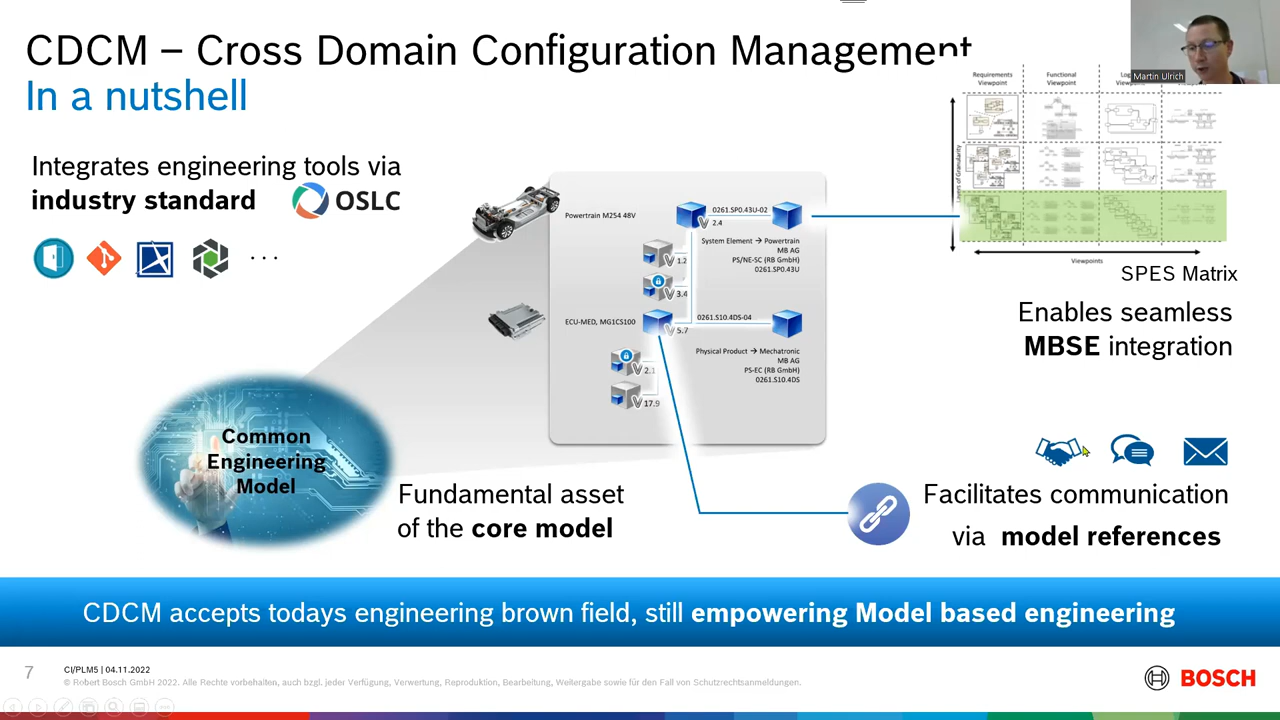 CDCM – Cross Domain Configuration Management
In a nutshell
Martin Ulrich
Integrates engineering tools via
industry standard OSLC
. . .
Powertrain M254 48V
0261.SP0.43U-02
V 2.4
System Element → Powertrain
MB AG
PS/NE-SC (RB GmbH)
0261.SP0.43U
V 1.2
V 3.4
ECU-MED, MG1CS100
0261.S10.4DS-04
V 5.7
Physical Product → Mechatronic
MB AG
PS-EC (RB GmbH)
0261.S10.4DS
V 2.1
V 17.9
Requirements
Viewpoint
Functional
Viewpoint
of Granularity
Viewpoints
SPES Matrix
Enables seamless
MBSE integration
Common
Engineering
Model
Fundamental asset
of the core model
Facilitates communication
via model references
CDCM accepts todays engineering brown field, still empowering Model based engineering
7
CI/PLM5 | 04.11.2022
© Robert Bosch GmbH 2022. Alle Rechte vorbehalten, auch bzgl. jeder Verfügung, Verwertung, Reproduktion, Bearbeitung, Weitergabe sowie für den Fall von Schutzrechtsanmeldungen.
BOSCH